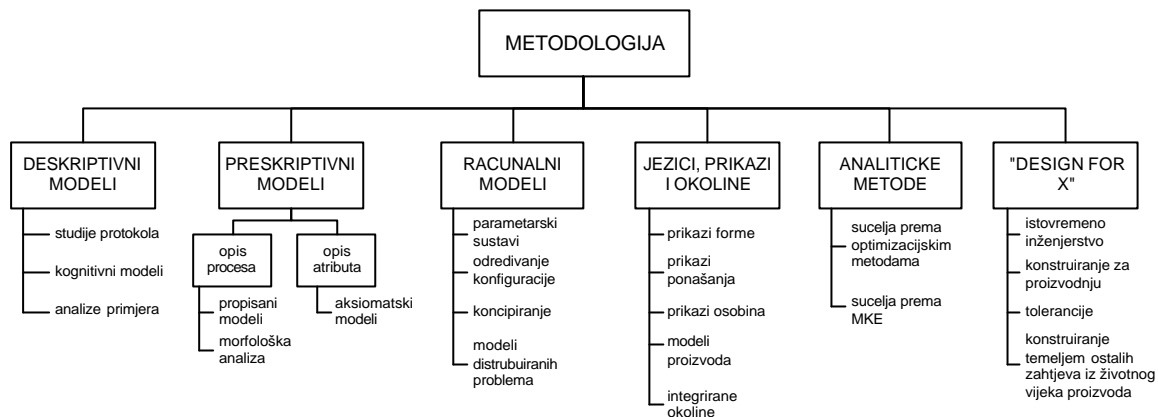 METODOLOGIJA
DESKRIPTIVNI
MODELI
studije protokola
kognitivni modeli
analize primjera
PRESKRIPTIVNI
MODELI
opis
procesa
propisani
modeli
morfološka
analiza
opis
atributa
aksiomatski
modeli
RACUNALNI
MODELI
parametarski
sustavi
odredivanje
konfiguracije
koncipiranje
modeli
distrubuiranih
problema
JEZICI, PRIKAZI
I OKOLINE
prikazi forme
prikazi
ponašanja
prikazi osobina
modeli
proizvoda
integrirane
okoline
ANALITICKE
METODE
sucelja prema
optimizacijskim
metodama
sucelja prema
MKE
"DESIGN FOR
X"
istovremeno
inženjerstvo
konstruiranje za
proizvodnju
tolerancije
konstruiranje
temeljem ostalih
zahtjeva iz životnog
vijeka proizvoda